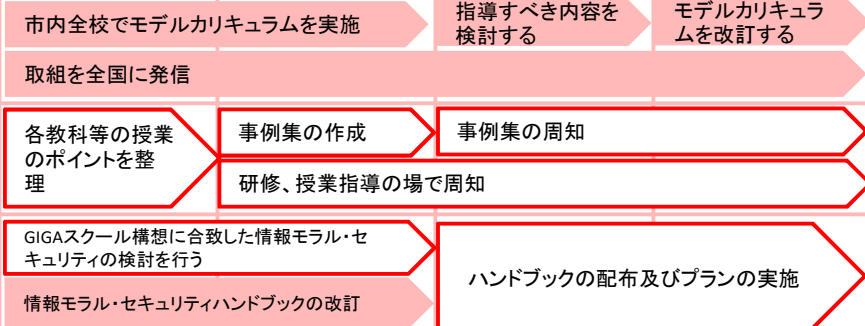 市内全校でモデルカリキュラムを実施
指導すべき内容を
検討する
モデルカリキュラ
ムを改訂する
取組を全国に発信
各教科等の授業
のポイントを整
理
事例集の作成
事例集の周知
研修、授業指導の場で周知
GIGAスクール構想に合致した情報モラル・セ
キュリティの検討を行う
ハンドブックの配布及びプランの実施
情報モラル・セキュリティハンドブックの改訂